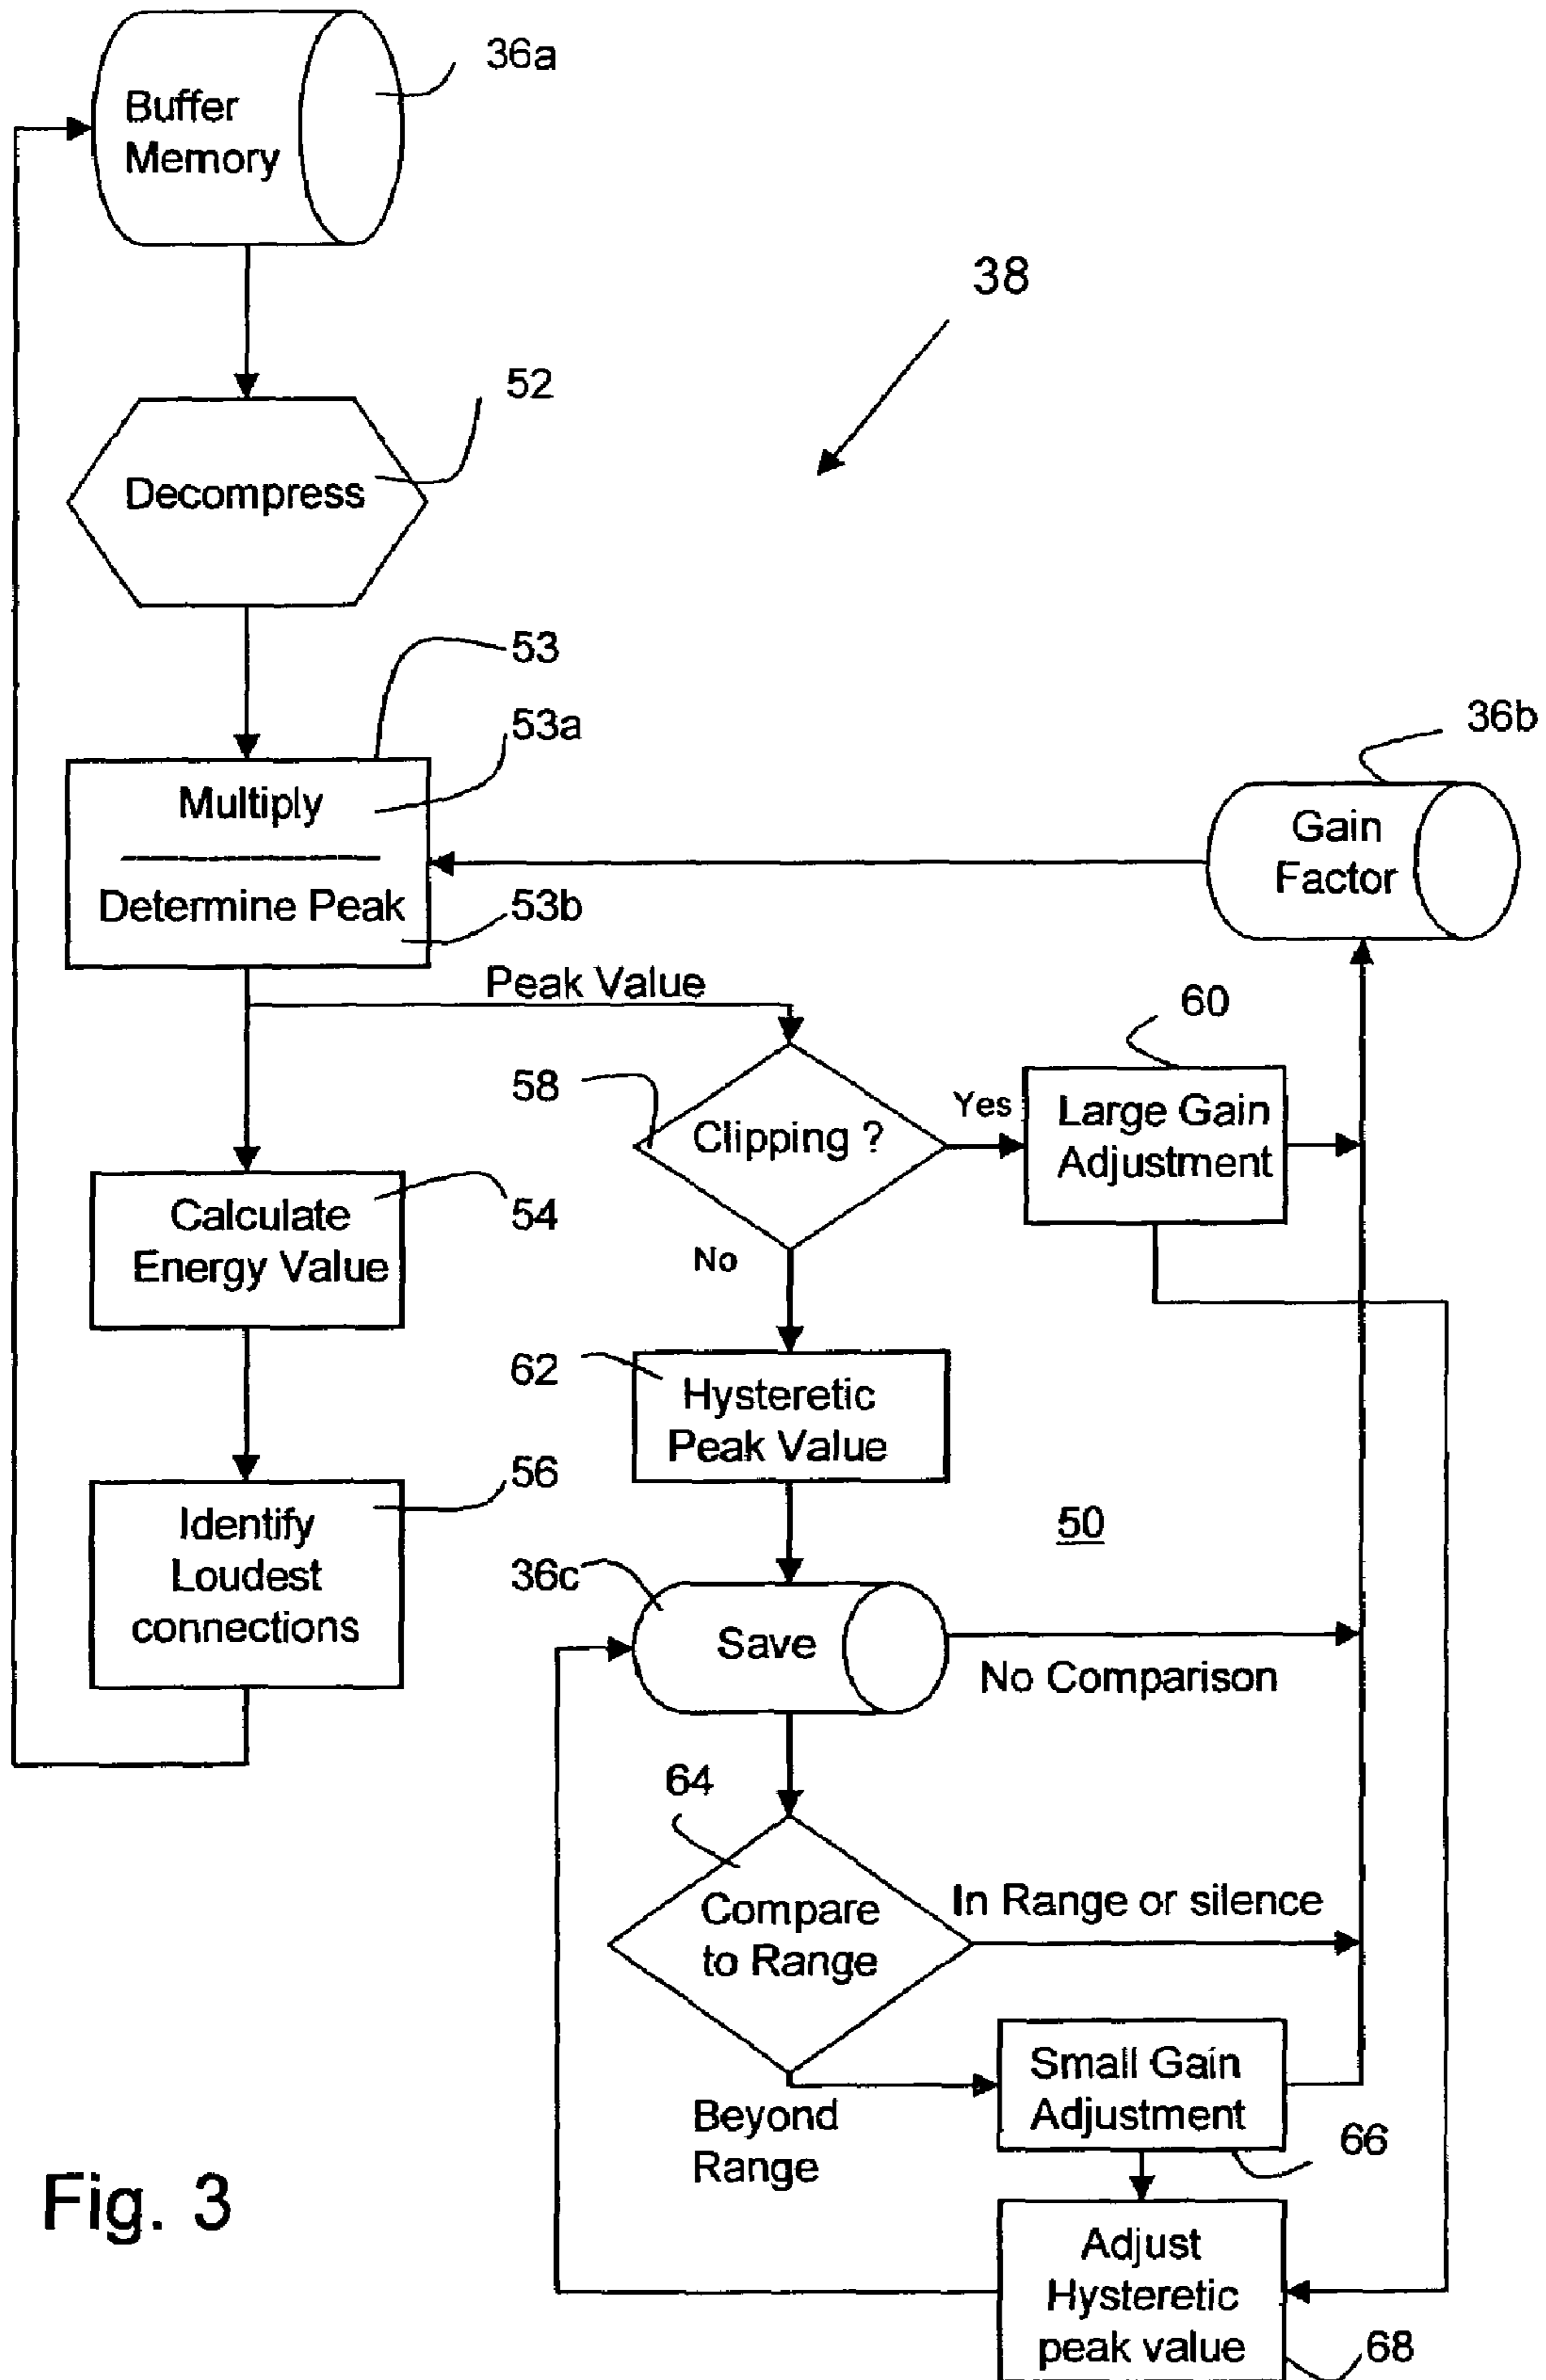 36a
Buffer
Memory
38
52
Decompress
53
53a
Multiply
36b
Gain
Factor
Determine Peak
53b
Peak Value
60
58
Yes
Large Gain
Adjustment
Clipping ?
Calculate
Energy Value
54
No
62
Hysteretic
Peak Value
56
Identify
Loudest
connections
50
36c
Save
No Comparison
64
In Range or silence
Compare
to Range
Small Gain
Adjustment
Beyond
Range
66
Fig. 3
Adjust
Hysteretic
peak value
68